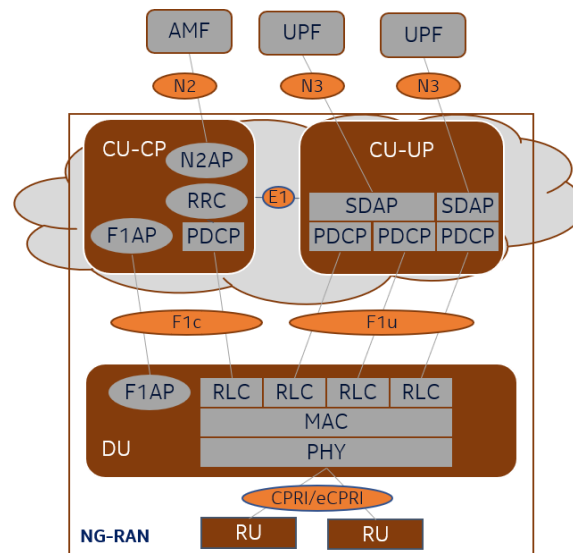 AMF
UPF
UPF
N2
N3
N3
CU-CP
N2AP
RRC
F1AP
PDCP
E1
CU-UP
SDAP
SDAP
PDCP
PDCP
PDCP
F1c
F1u
F1AP
RLC
RLC
RLC
RLC
MAC
PHY
DU
CPRI/eCPRI
RU
RU
NG-RAN